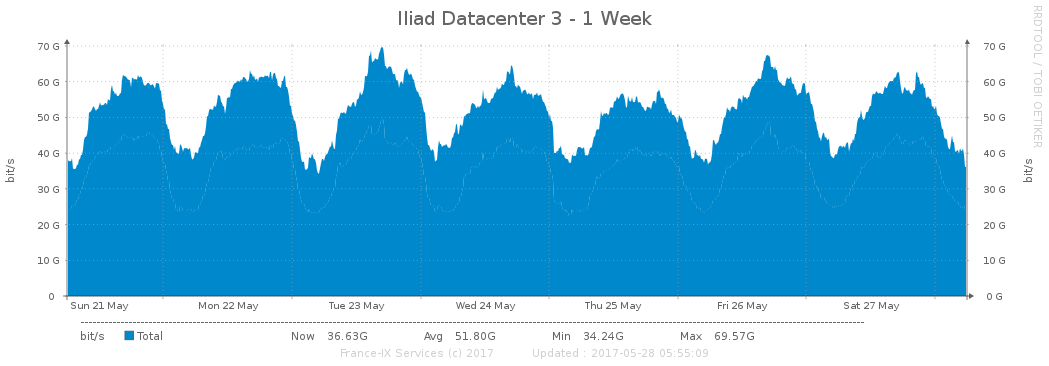 Iliad Datacenter 3 - 1 Week
RRDTOOL / TOBI OETIKER
bit/s
70 G 70 G
60 G 60 G
50 G 50 G
40 G 40 G
30 G 30 G
20 G 20 G
10 G 10 G
0 0 G
bit/s
Sun 21 May Mon 22 May Tue 23 May Wed 24 May Thu 25 May Fri 26 May Sat 27 May
bit/s Total Now 36.63G Avg 51.80G Min 34.24G Max 69.57G
France-IX Services (c) 2017 Updated : 2017-05-28 05:55:09